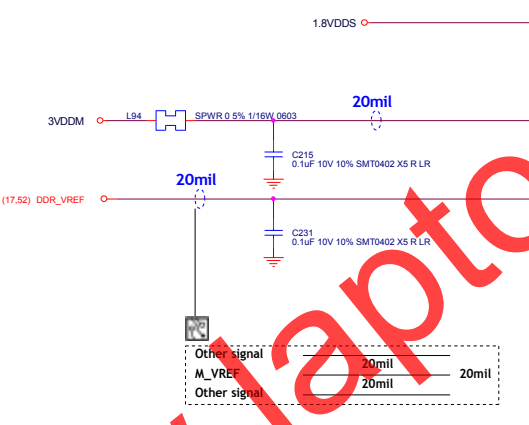 1.8VDDS
20mil
3VDDM
L94
SPWR 0 5% 1/16W 0603
C215
0.1uF 10V 10% SMT0402 X5 R LR
20mil
(17,52) DDR_VREF
C231
0.1uF 10V 10% SMT0402 X5 R LR
Other signal
20mil
M_VREF
20mil
20mil
Other signal
lapto